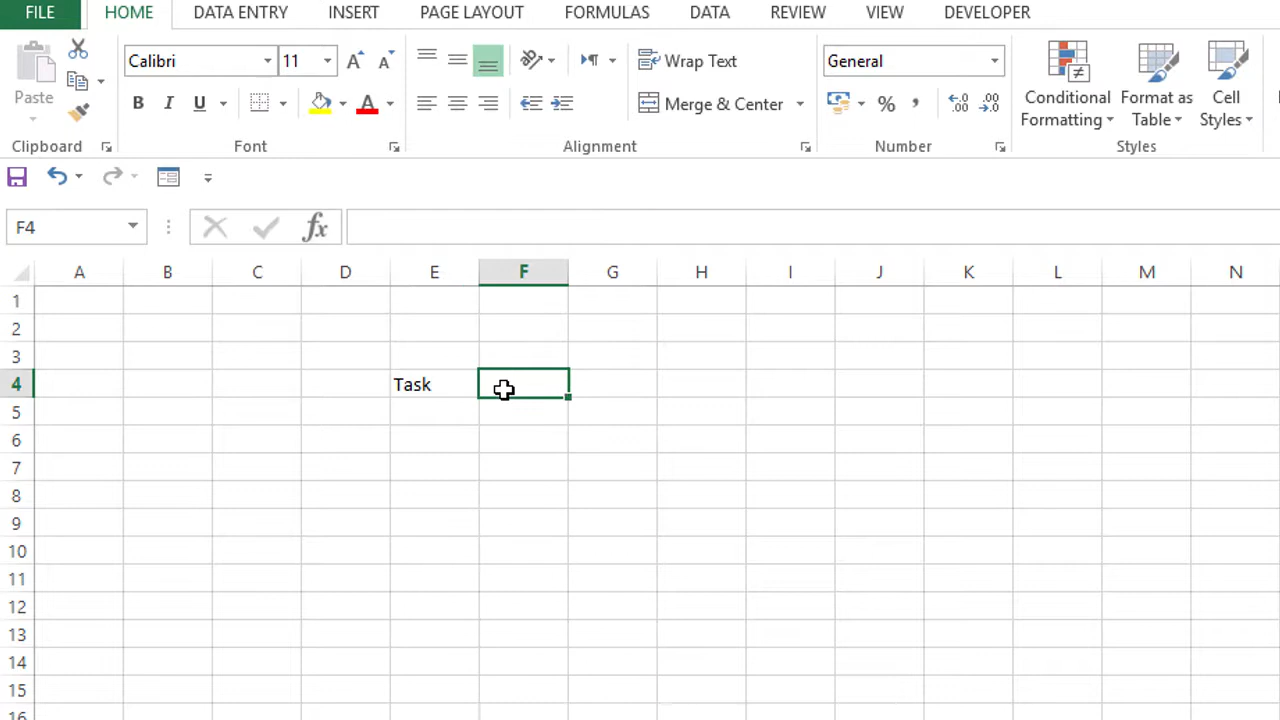 FILE HOME DATA ENTRY INSERT PAGE LAYOUT FORMULAS DATA REVIEW VIEW DEVELOPER
Calibri 11 Wrap Text General
Paste B I U A Merge & Center % Conditional Formatting Format as Table Cell Styles
Clipboard Font Alignment Number Styles
F4 fx
A B C D E F G H I J K L M N
1
2
3
4 Task
5
6
7
8
9
10
11
12
13
14
15
16